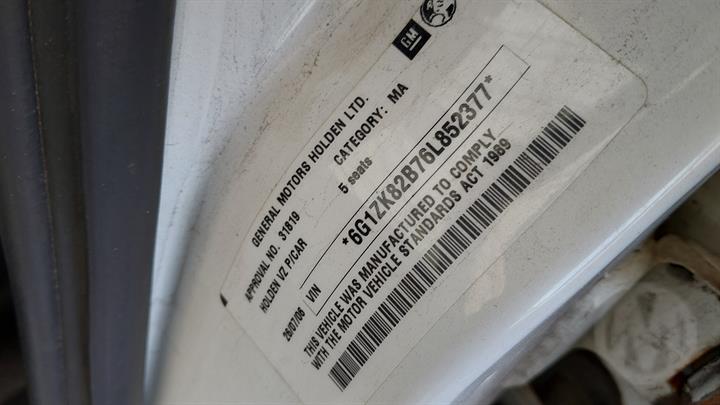 GM
GENERAL MOTORS HOLDEN LTD.
APPROVAL NO. 31819 CATEGORY: MA
HOLDEN VZ P/CAR 5 seats
26/07/06 VIN *6G1ZK82B76L852377*
THIS VEHICLE WAS MANUFACTURED TO COMPLY
WITH THE MOTOR VEHICLE STANDARDS ACT 1989